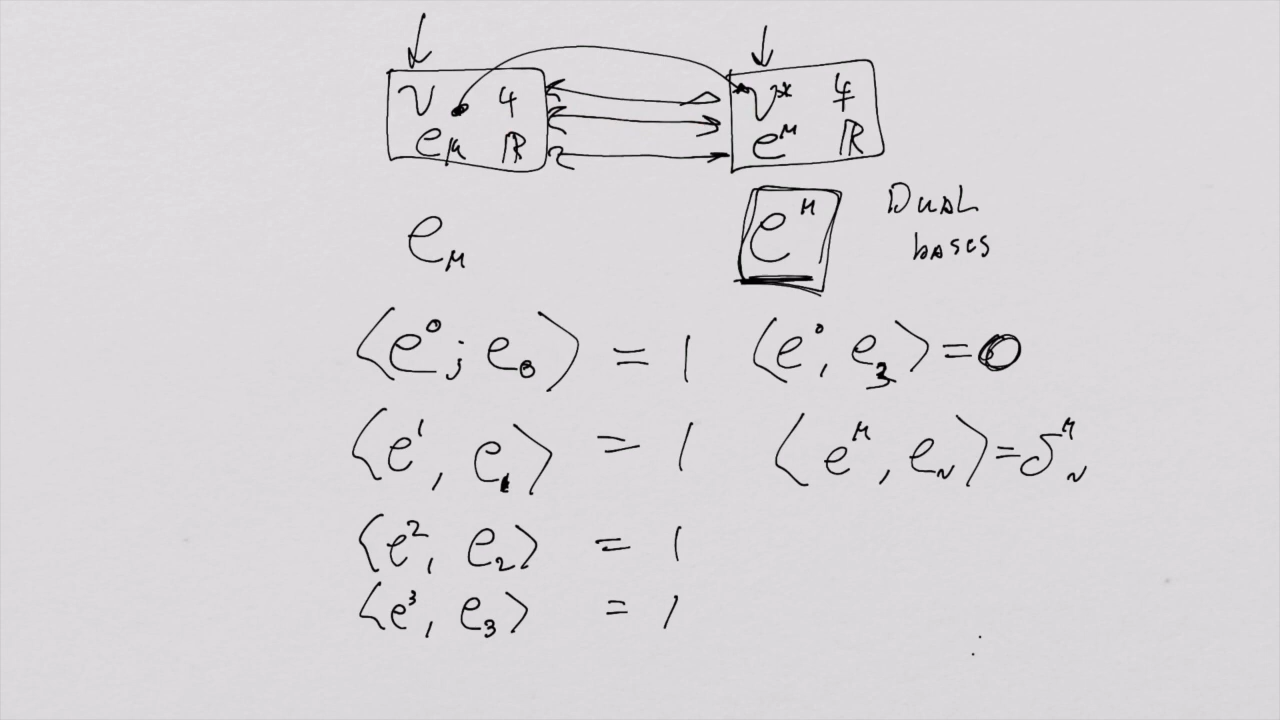 V 4 V* 4
e_μ ℝ e^μ ℝ
e_μ e^μ Dual
bases
⟨e^0; e_0⟩ = 1 ⟨e^0, e_3⟩ = 0
⟨e^1, e_1⟩ = 1 ⟨e^μ, e_ν⟩ = δ^μ_ν
⟨e^2, e_2⟩ = 1
⟨e^3, e_3⟩ = 1